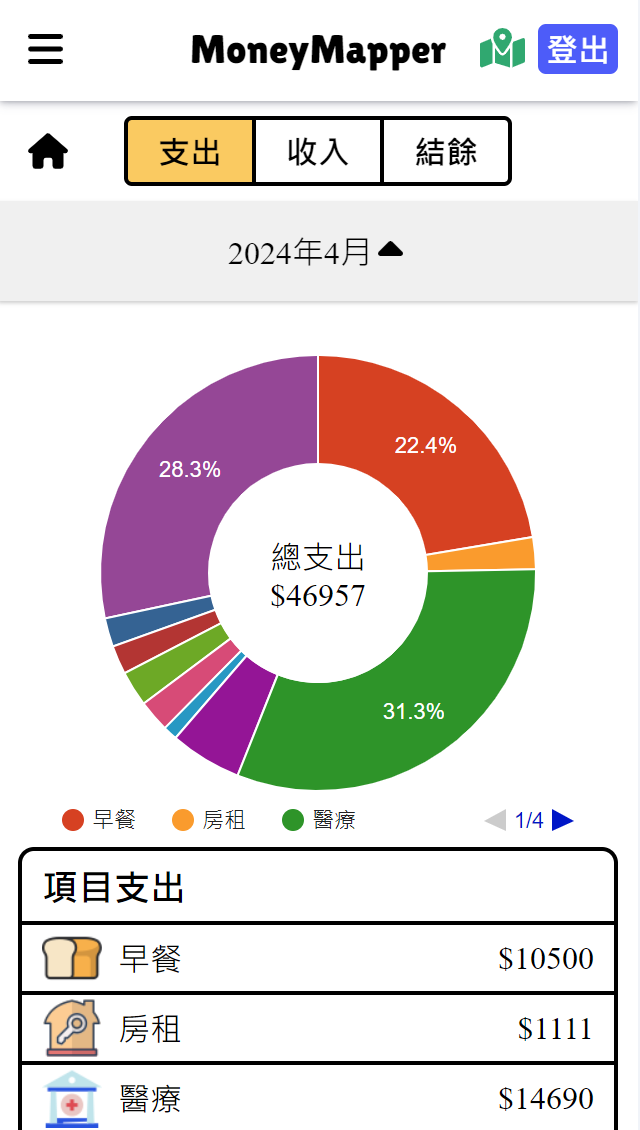 MoneyMapper 登出
支出 收入 結餘
2024年4月
28.3% 22.4%
總支出
$46957
31.3%
早餐 房租 醫療 1/4
項目支出
早餐 $10500
房租 $1111
醫療 $14690